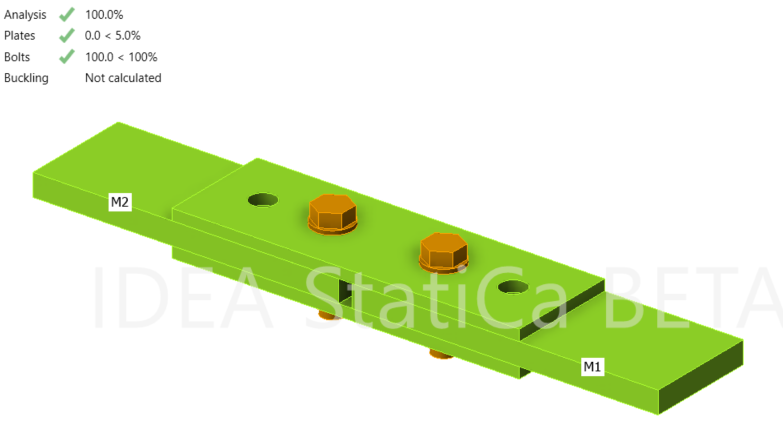 Analysis 100.0%
Plates 0.0 < 5.0%
Bolts 100.0 < 100%
Buckling Not calculated
M2
IDEA StatiCa BETA
M1